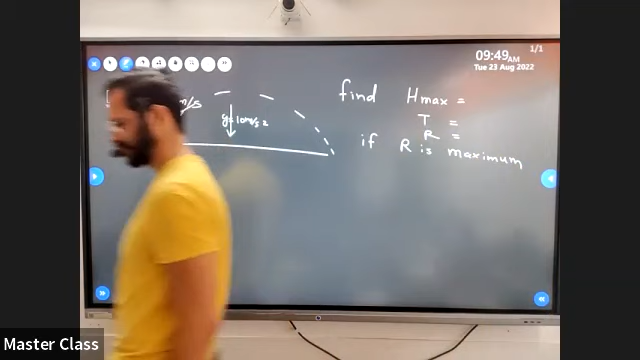 1/1
09:49AM
Tue 23 Aug 2022
m/s
g=10m/s2
find Hmax =
T =
R =
if R is maximum
Master Class